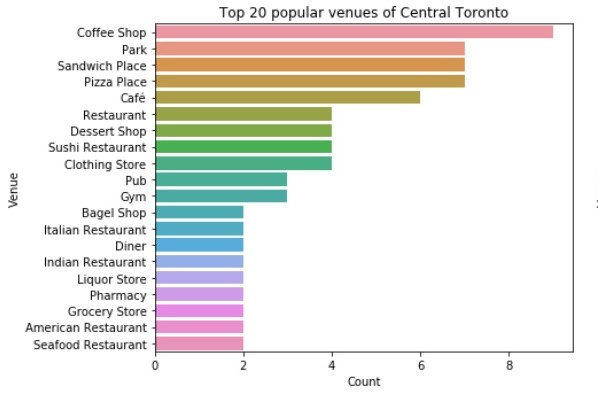 Top 20 popular venues of Central Toronto
Coffee Shop
Park
Sandwich Place
Pizza Place
Café
Restaurant
Dessert Shop
Sushi Restaurant
Clothing Store
Pub
Gym
Bagel Shop
Italian Restaurant
Diner
Indian Restaurant
Liquor Store
Pharmacy
Grocery Store
American Restaurant
Seafood Restaurant
Venue
0 2 4 6 8
Count